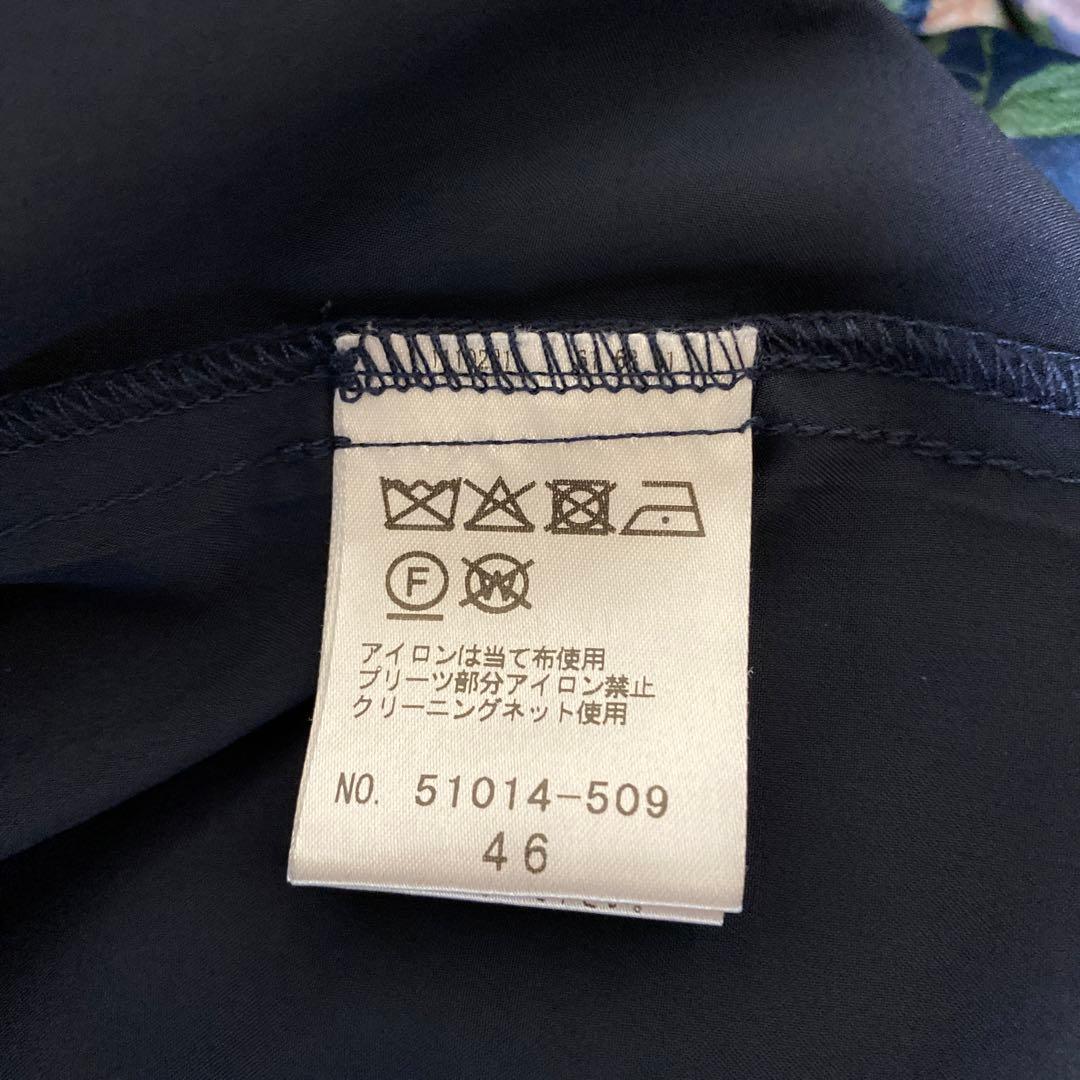 F W
アイロンは当て布使用
プリーツ部分アイロン禁止
クリーニングネット使用
NO. 51014-509
46